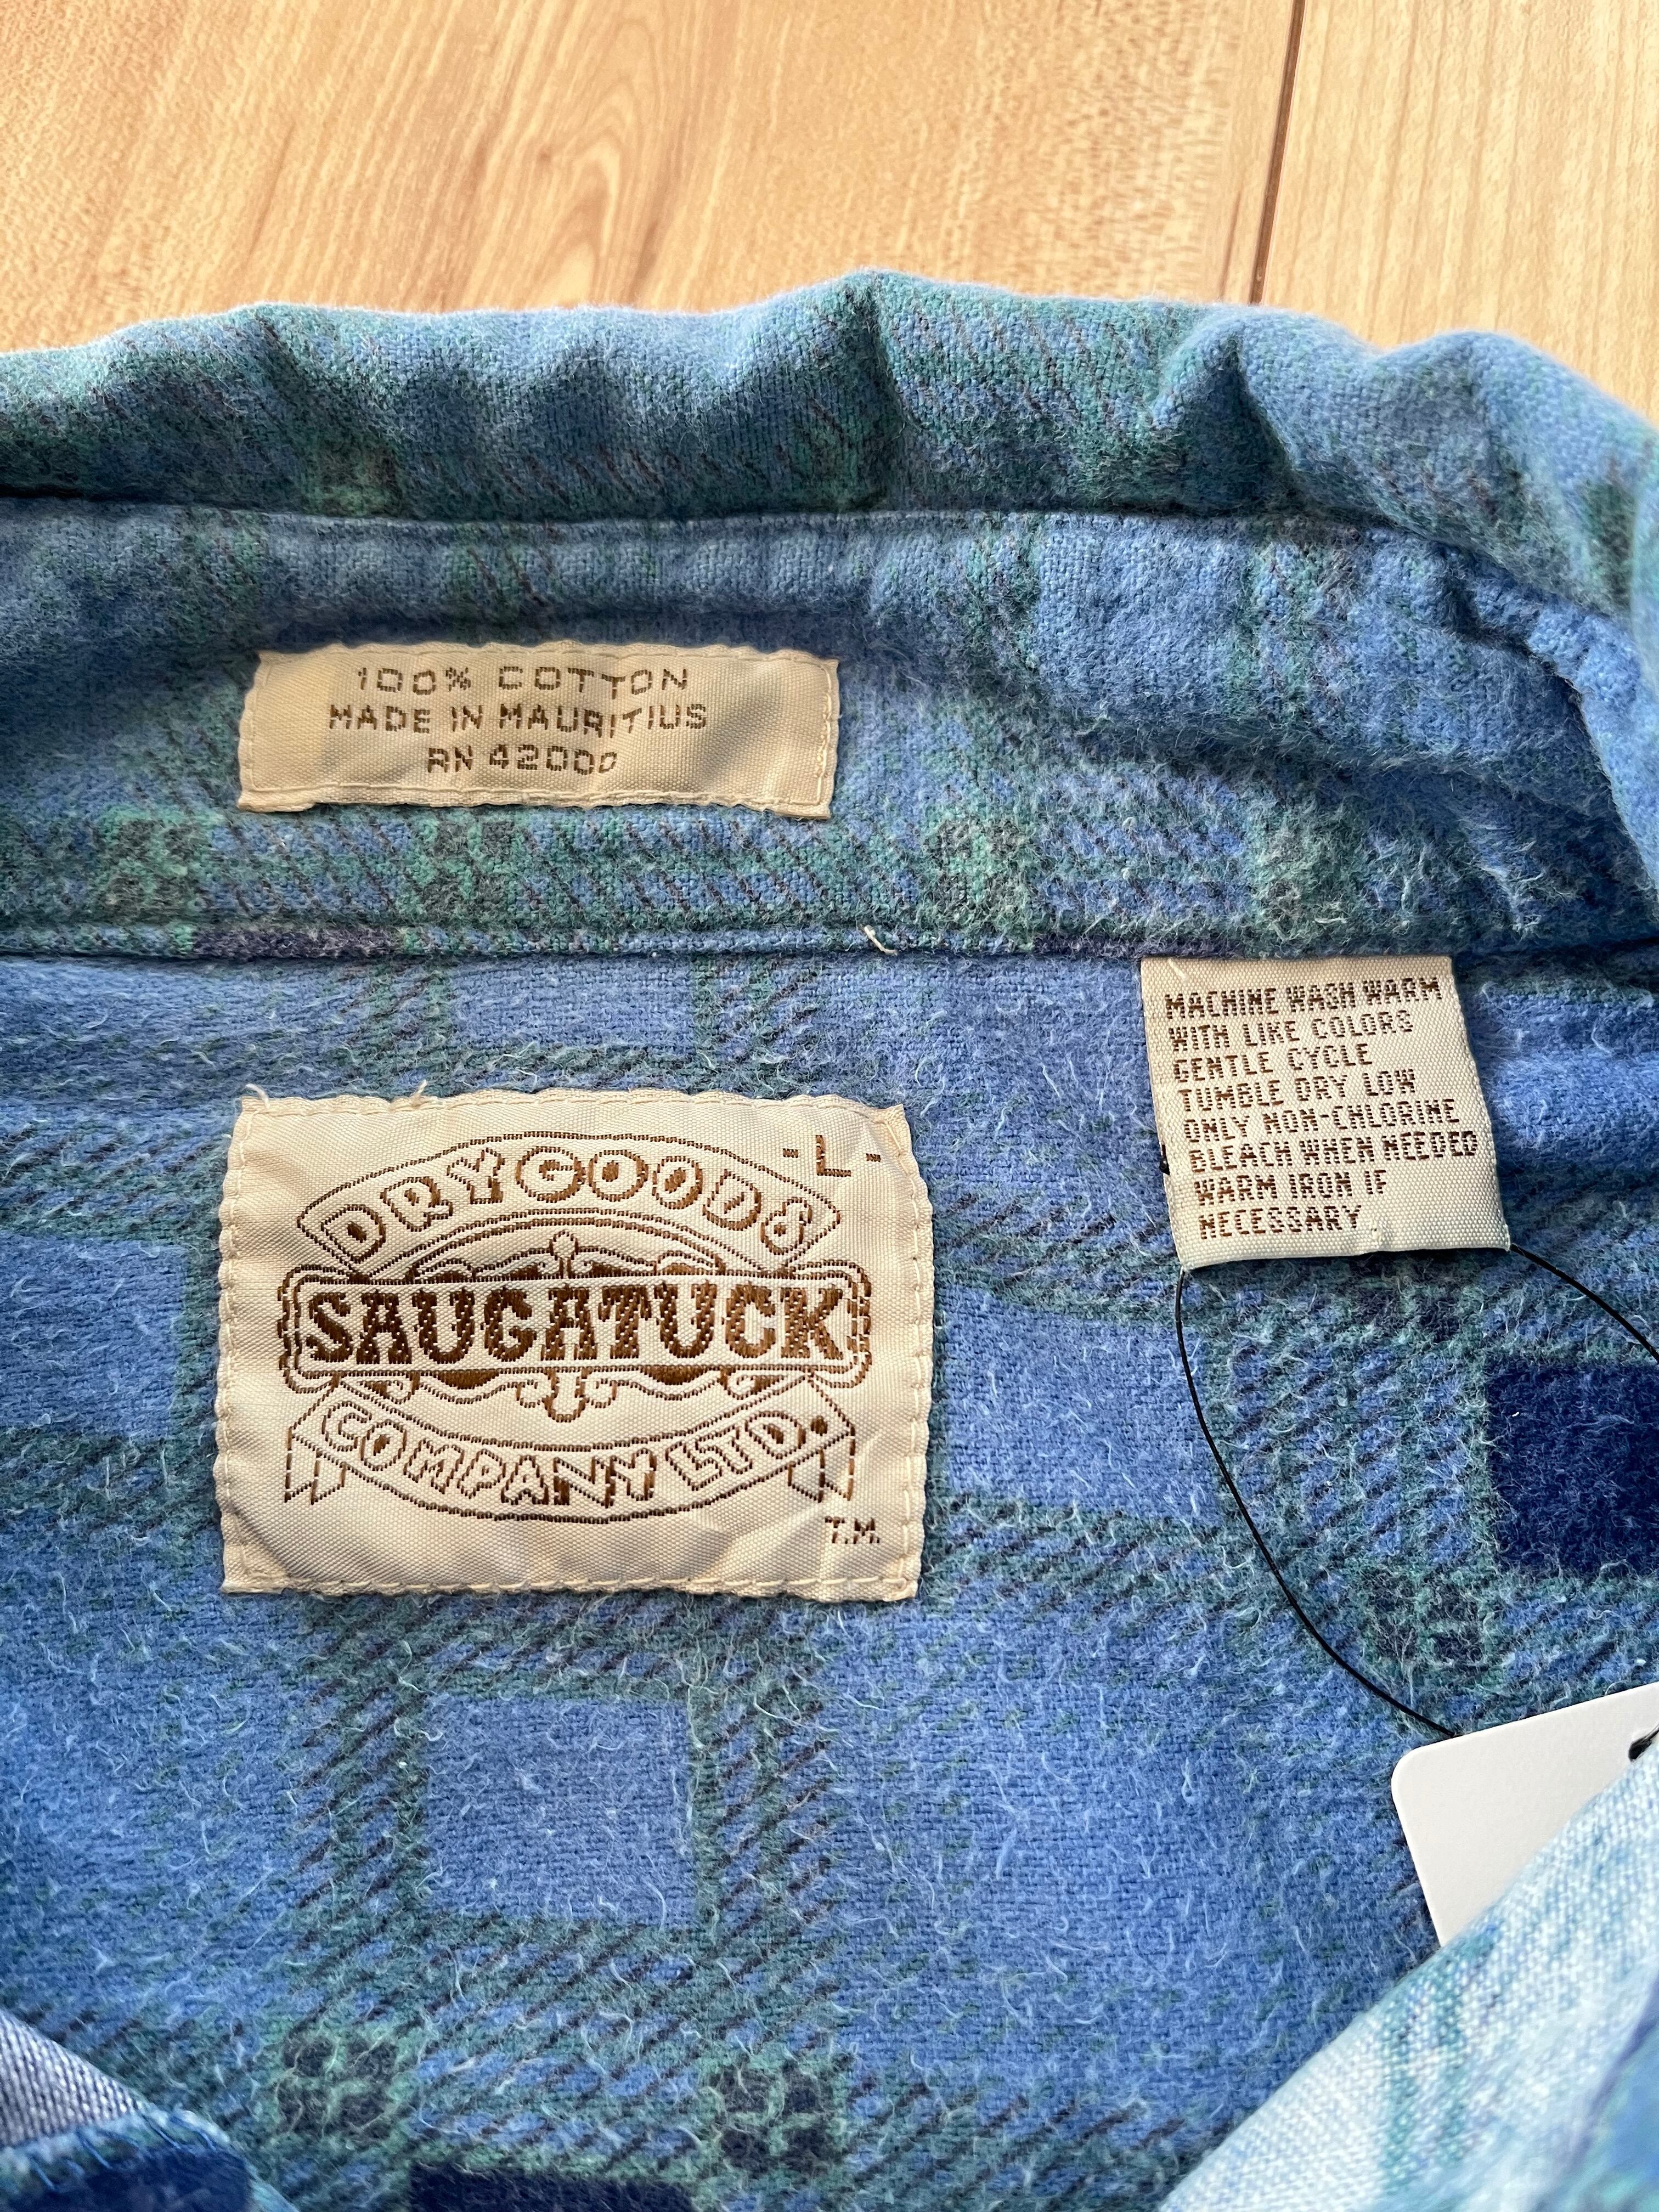 100% COTTON
MADE IN MAURITIUS
RN 42000
MACHINE WASH WARM
WITH LIKE COLORS
GENTLE CYCLE
TUMBLE DRY LOW
ONLY NON-CHLORINE
BLEACH WHEN NEEDED
WARM IRON IF
NECESSARY
-L-
DRY GOODS
SAUGATUCK
COMPANY LTD.
T.M.